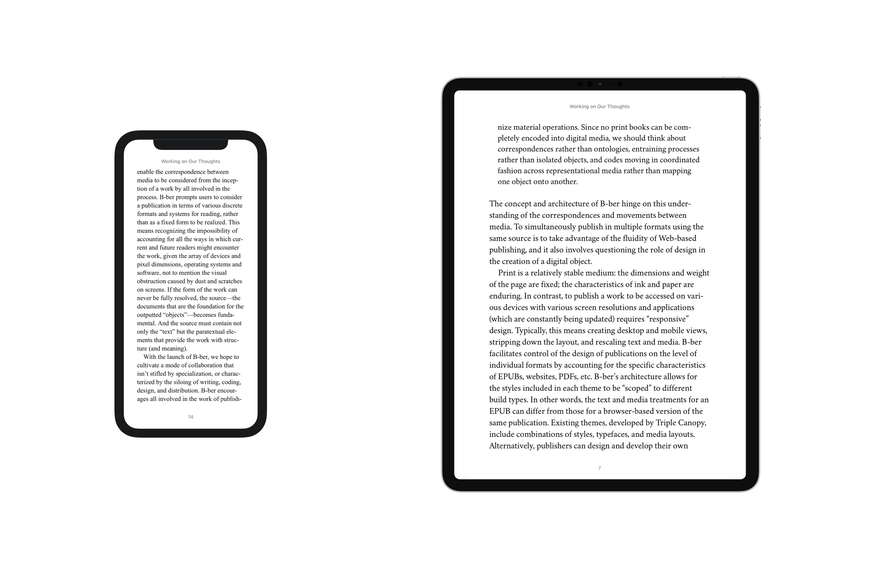 Working on Our Thoughts
enable the correspondence between
media to be considered from the incep-
tion of a work by all involved in the
process. B-ber prompts users to consider
a publication in terms of various discrete
formats and systems for reading, rather
than as a fixed form to be realized. This
means recognizing the impossibility of
accounting for all the ways in which cur-
rent and future readers might encounter
the work, given the array of devices and
pixel dimensions, operating systems and
software, not to mention the visual
obstruction caused by dust and scratches
on screens. If the form of the work can
never be fully resolved, the source—the
documents that are the foundation for the
outputted “objects”—becomes funda-
mental. And the source must contain not
only the “text” but the paratextual ele-
ments that provide the work with struc-
ture (and meaning).
With the launch of B-ber, we hope to
cultivate a mode of collaboration that
isn’t stifled by specialization, or charac-
terized by the siloing of writing, coding,
design, and distribution. B-ber encour-
ages all involved in the work of publish-
14
Working on Our Thoughts
nize material operations. Since no print books can be com-
pletely encoded into digital media, we should think about
correspondences rather than ontologies, entraining processes
rather than isolated objects, and codes moving in coordinated
fashion across representational media rather than mapping
one object onto another.
The concept and architecture of B-ber hinge on this under-
standing of the correspondences and movements between
media. To simultaneously publish in multiple formats using the
same source is to take advantage of the fluidity of Web-based
publishing, and it also involves questioning the role of design in
the creation of a digital object.
Print is a relatively stable medium: the dimensions and weight
of the page are fixed; the characteristics of ink and paper are
enduring. In contrast, to publish a work to be accessed on vari-
ous devices with various screen resolutions and applications
(which are constantly being updated) requires “responsive”
design. Typically, this means creating desktop and mobile views,
stripping down the layout, and rescaling text and media. B-ber
facilitates control of the design of publications on the level of
individual formats by accounting for the specific characteristics
of EPUBs, websites, PDFs, etc. B-ber’s architecture allows for
the styles included in each theme to be “scoped” to different
build types. In other words, the text and media treatments for an
EPUB can differ from those for a browser-based version of the
same publication. Existing themes, developed by Triple Canopy,
include combinations of styles, typefaces, and media layouts.
Alternatively, publishers can design and develop their own
7